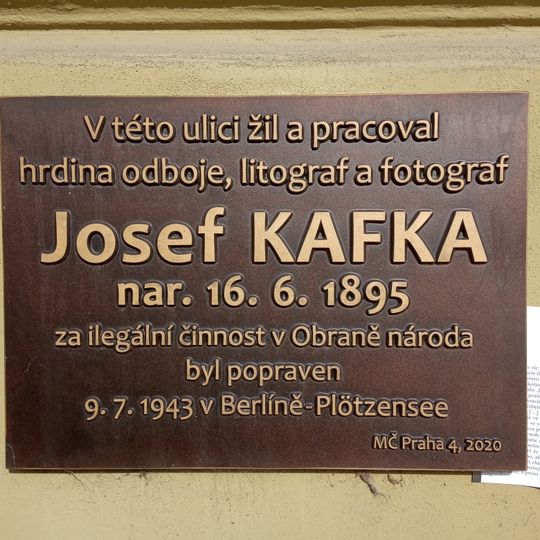 V této ulici žil a pracoval
hrdina odboje, litograf a fotograf
Josef KAFKA
nar. 16. 6. 1895
za ilegální činnost v Obraně národa
byl popraven
9. 7. 1943 v Berlíně-Plötzensee
MČ Praha 4, 2020